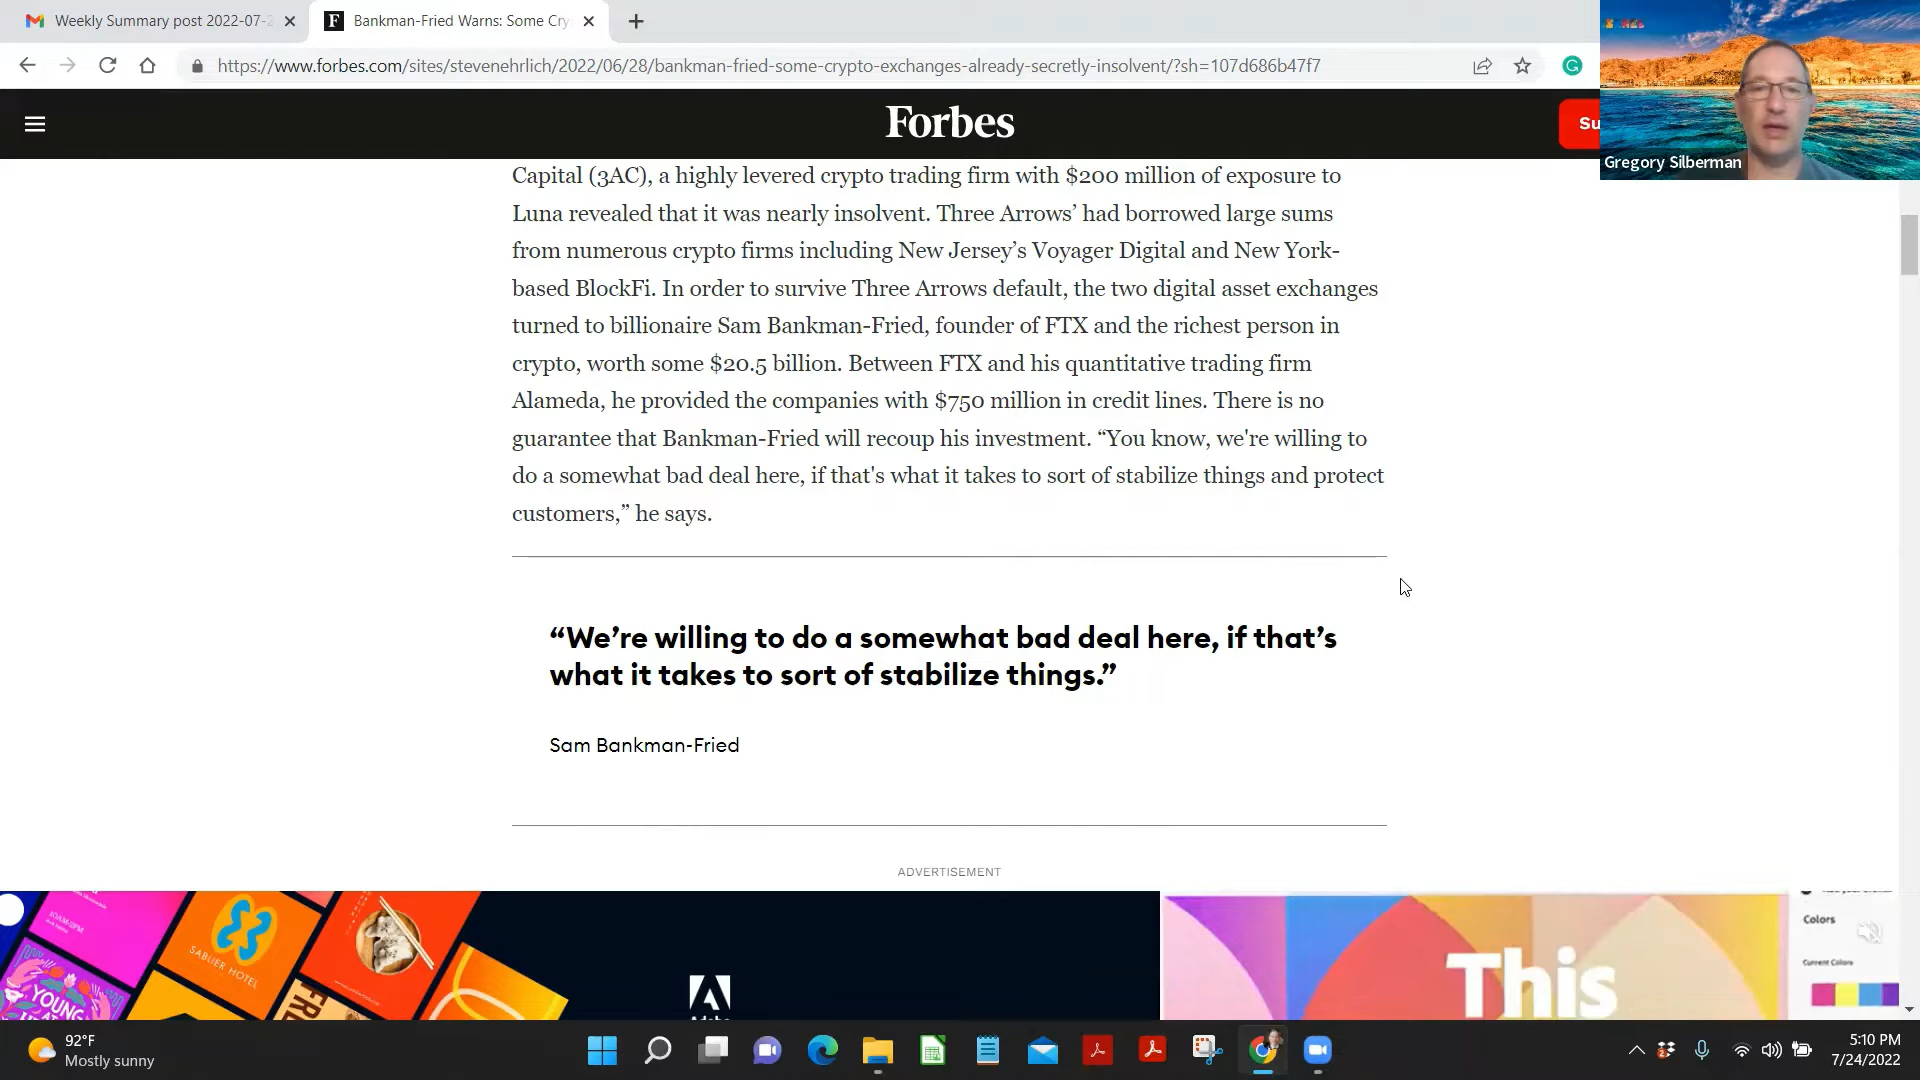 Weekly Summary post 2022-07-2
Bankman-Fried Warns: Some Cry
https://www.forbes.com/sites/stevenehrlich/2022/06/28/bankman-fried-some-crypto-exchanges-already-secretly-insolvent/?sh=107d686b47f7
Forbes
Su
Gregory Silberman
Capital (3AC), a highly levered crypto trading firm with $200 million of exposure to
Luna revealed that it was nearly insolvent. Three Arrows’ had borrowed large sums
from numerous crypto firms including New Jersey’s Voyager Digital and New York-
based BlockFi. In order to survive Three Arrows default, the two digital asset exchanges
turned to billionaire Sam Bankman-Fried, founder of FTX and the richest person in
crypto, worth some $20.5 billion. Between FTX and his quantitative trading firm
Alameda, he provided the companies with $750 million in credit lines. There is no
guarantee that Bankman-Fried will recoup his investment. “You know, we're willing to
do a somewhat bad deal here, if that's what it takes to sort of stabilize things and protect
customers,” he says.
“We’re willing to do a somewhat bad deal here, if that’s
what it takes to sort of stabilize things.”
Sam Bankman-Fried
ADVERTISEMENT
SABLIER HOTEL
YOUNG
This
Colors
Current Colors
92°F
Mostly sunny
5:10 PM
7/24/2022